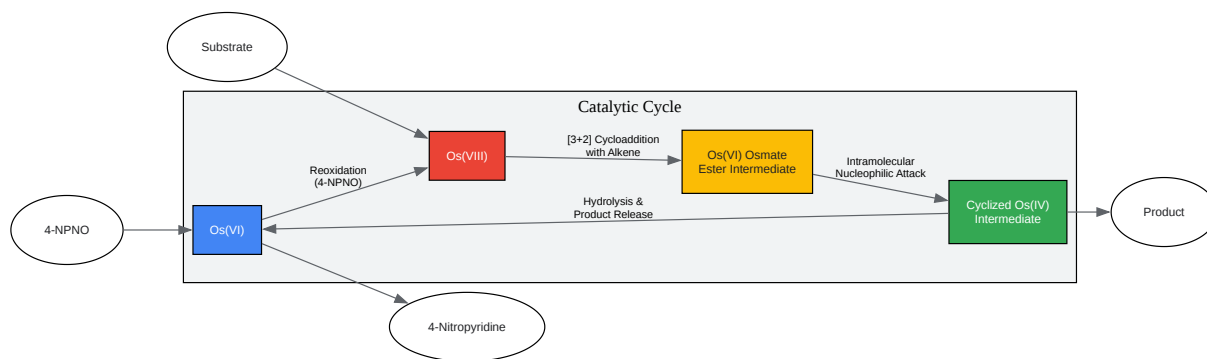 Substrate
Catalytic Cycle
[3+2] Cycloaddition
with Alkene
Os(VIII)
Os(VI) Osmate
Ester Intermediate
Intramolecular
Nucleophilic Attack
Reoxidation
(4-NPNO)
Hydrolysis &
Product Release
Cyclized Os(IV)
Intermediate
Product
4-NPNO
Os(VI)
4-Nitropyridine